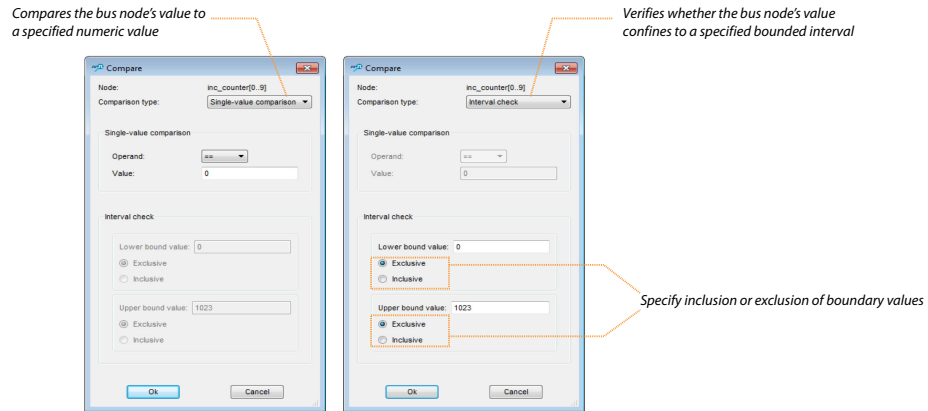 Compares the bus node's value to
a specified numeric value
Verifies whether the bus node's value
confines to a specified bounded interval
Compare
Node: inc_counter[0..9]
Comparison type: Single-value comparison
Single-value comparison
Operand: ==
Value: 0
Interval check
Lower bound value: 0
Exclusive
Inclusive
Upper bound value: 1023
Exclusive
Inclusive
Ok Cancel
Compare
Node: inc_counter[0..9]
Comparison type: Interval check
Single-value comparison
Operand: ==
Value: 0
Interval check
Lower bound value: 0
Exclusive
Inclusive
Upper bound value: 1023
Exclusive
Inclusive
Ok Cancel
Specify inclusion or exclusion of boundary values